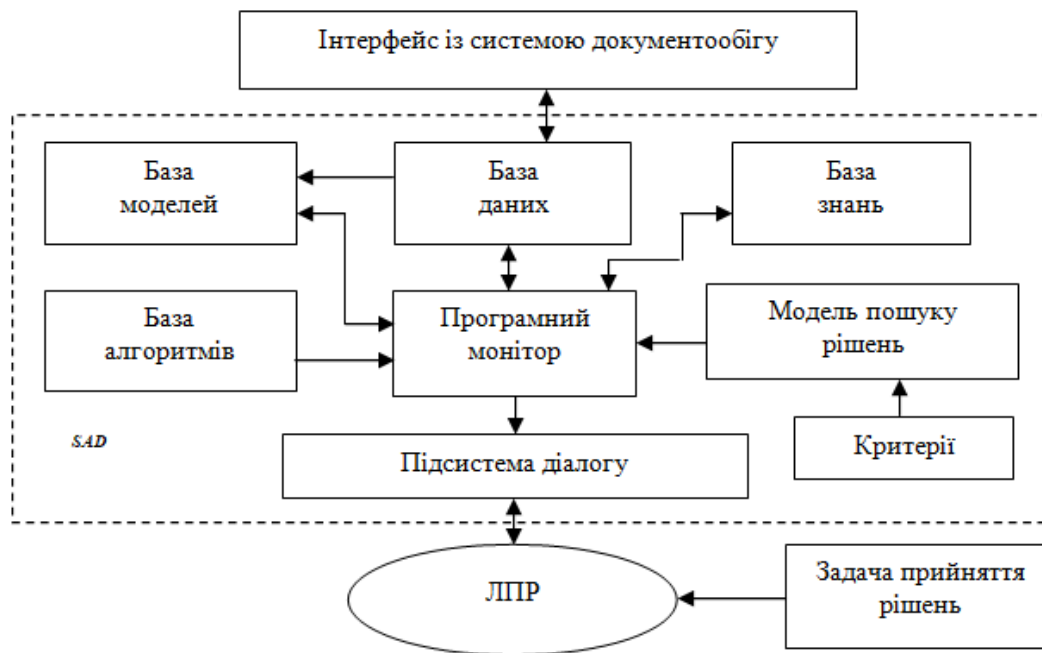 Інтерфейс із системою документообігу
База
моделей
База
даних
База
знань
База
алгоритмів
Програмний
монітор
Модель пошуку
рішень
SAD
Підсистема діалогу
Критерії
ЛПР
Задача прийняття
рішень